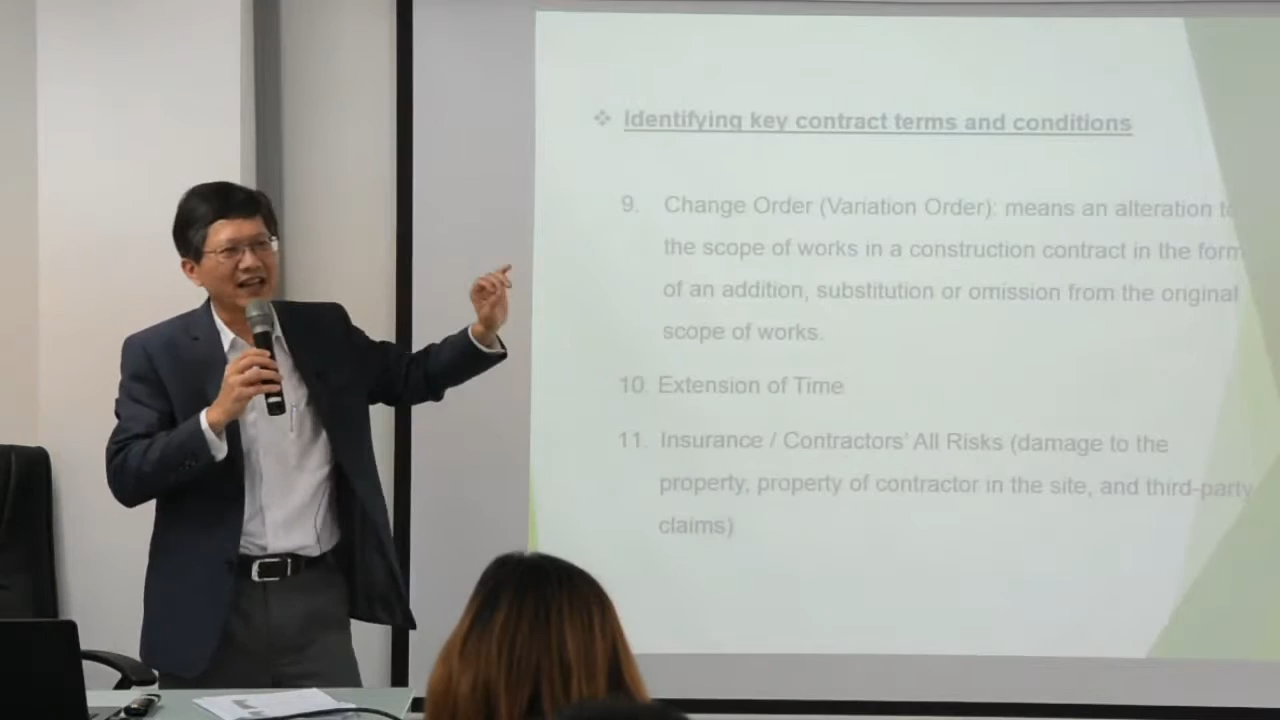 ❖ Identifying key contract terms and conditions
9. Change Order (Variation Order): means an alteration to
the scope of works in a construction contract in the form
of an addition, substitution or omission from the original
scope of works.
10. Extension of Time
11. Insurance / Contractors’ All Risks (damage to the
property, property of contractor in the site, and third-party
claims)